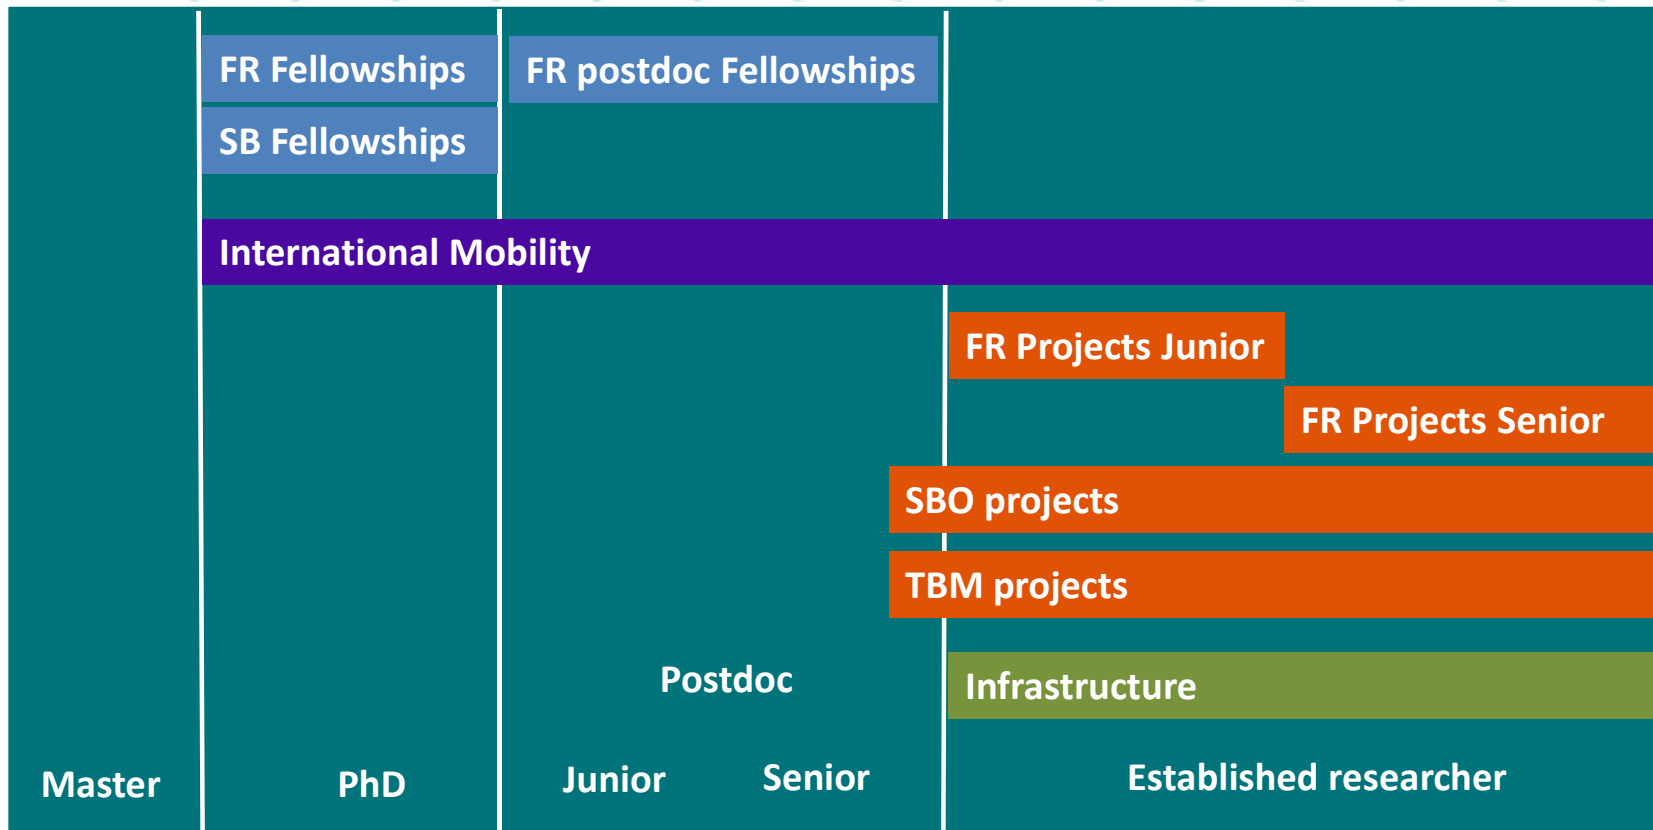 FR Fellowships
FR postdoc Fellowships
SB Fellowships
International Mobility
FR Projects Junior
FR Projects Senior
SBO projects
TBM projects
Postdoc
Infrastructure
Master
PhD
Junior
Senior
Established researcher